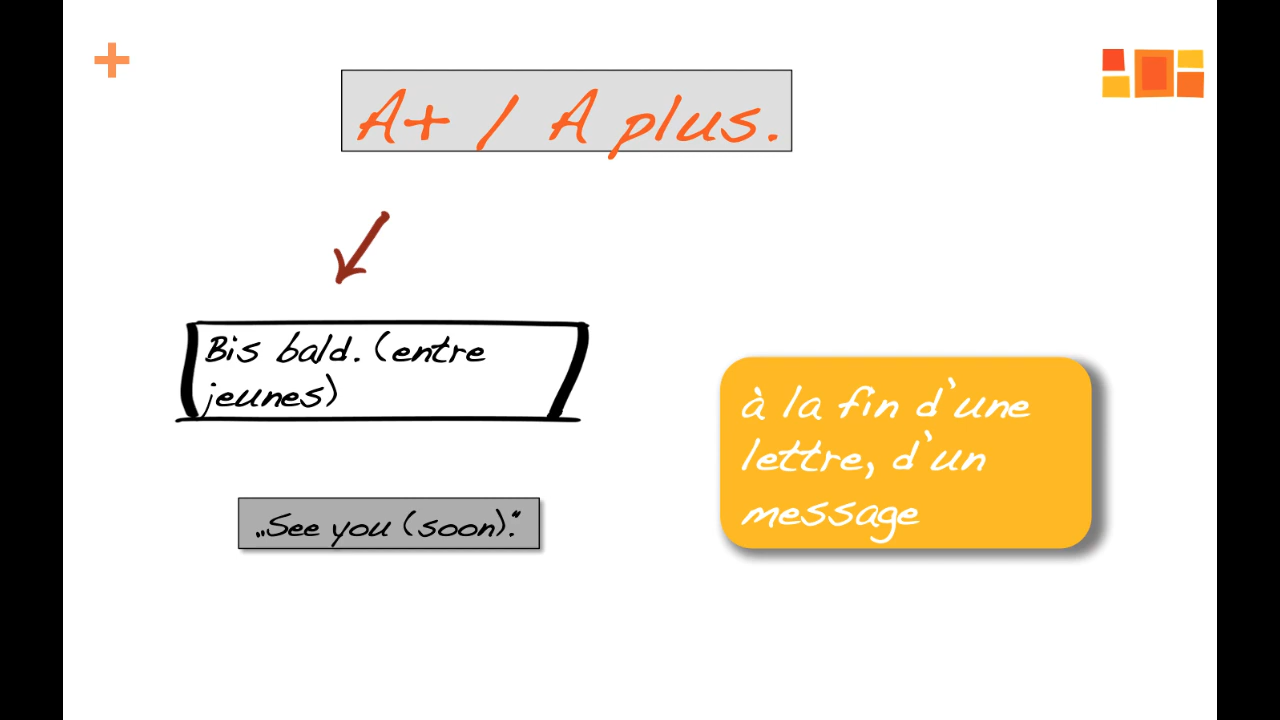 A+ / A plus.
Bis bald. (entre
jeunes)
„See you (soon).“
à la fin d'une
lettre, d'un
message